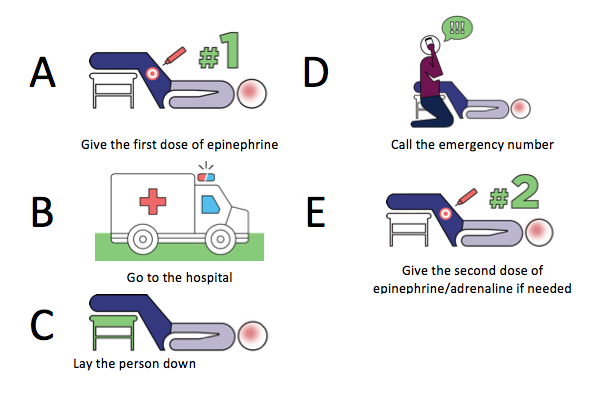 A
#1
Give the first dose of epinephrine
B
Go to the hospital
C
Lay the person down
D
!!!
Call the emergency number
E
#2
Give the second dose of
epinephrine/adrenaline if needed